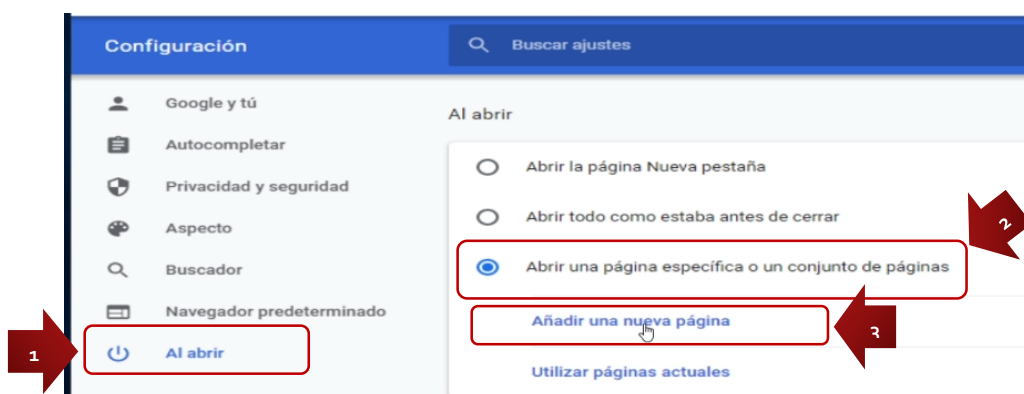 Configuración
Buscar ajustes
Google y tú
Autocompletar
Privacidad y seguridad
Aspecto
Buscador
Navegador predeterminado
Al abrir
1
Al abrir
Abrir la página Nueva pestaña
Abrir todo como estaba antes de cerrar
Abrir una página específica o un conjunto de páginas
2
Añadir una nueva página
3
Utilizar páginas actuales